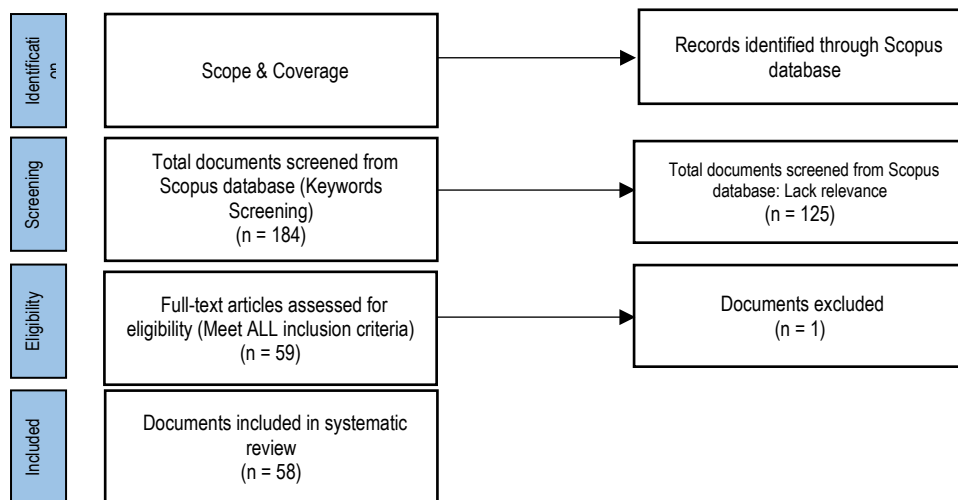 Identificati
on
Scope & Coverage
Records identified through Scopus
database
Screening
Total documents screened from
Scopus database (Keywords
Screening)
(n = 184)
Total documents screened from Scopus
database: Lack relevance
(n = 125)
Eligibility
Full-text articles assessed for
eligibility (Meet ALL inclusion criteria)
(n = 59)
Documents excluded
(n = 1)
Included
Documents included in systematic
review
(n = 58)